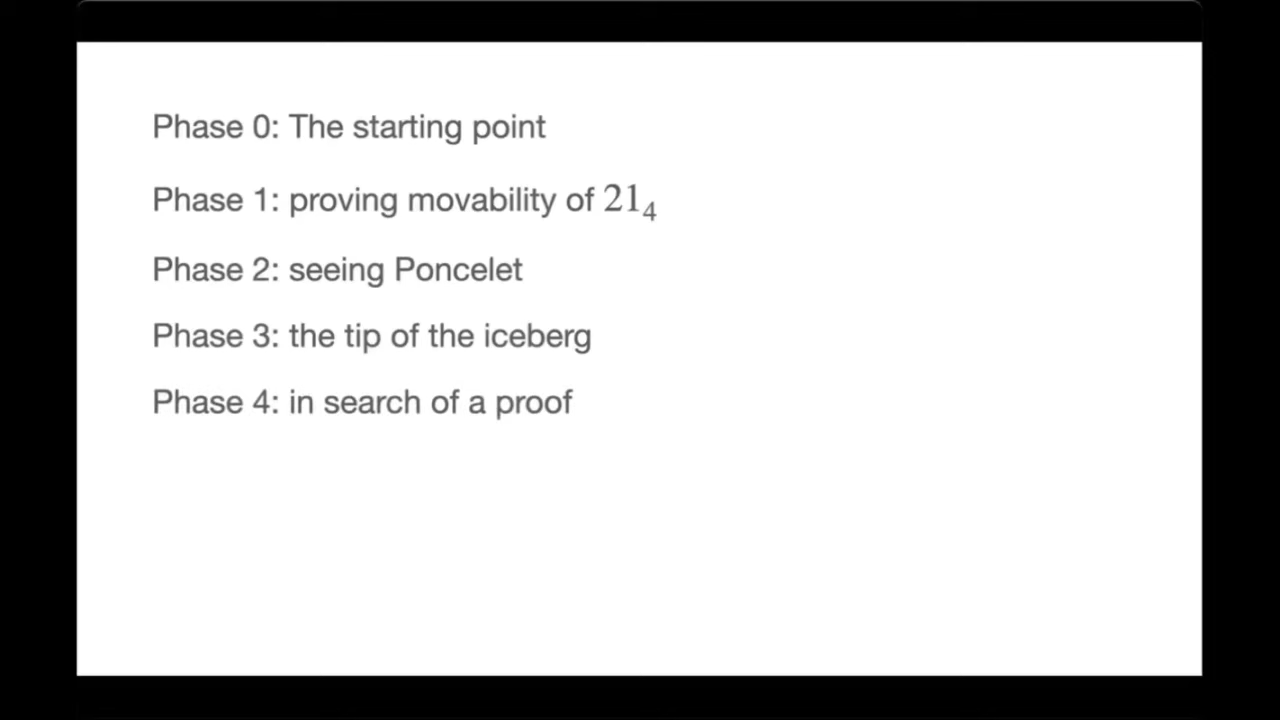 Phase 0: The starting point
Phase 1: proving movability of 21₄
Phase 2: seeing Poncelet
Phase 3: the tip of the iceberg
Phase 4: in search of a proof